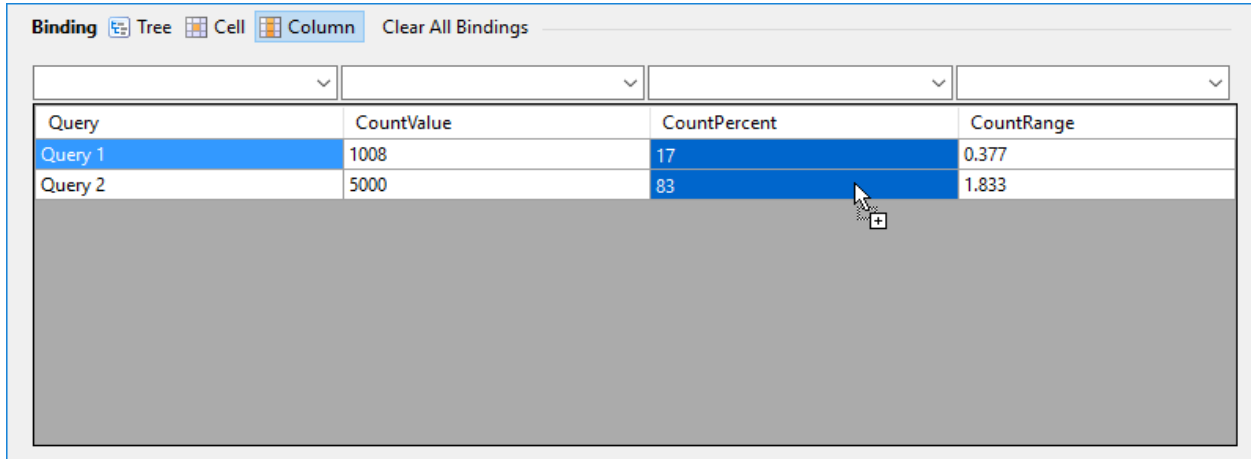 Binding Tree Cell Column Clear All Bindings
Query CountValue CountPercent CountRange
Query 1 1008 17 0.377
Query 2 5000 83 1.833